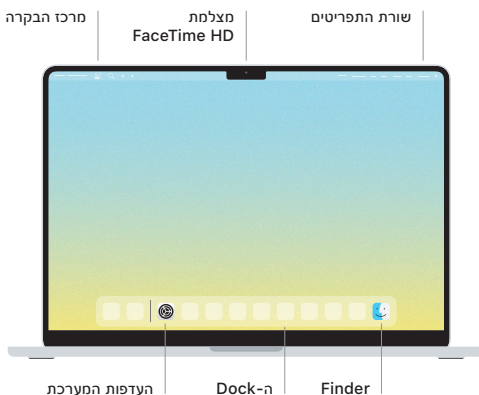 שורת התפריטים
מצלמת
FaceTime HD
מרכז הבקרה
Finder
ה-Dock
העדפות המערכת